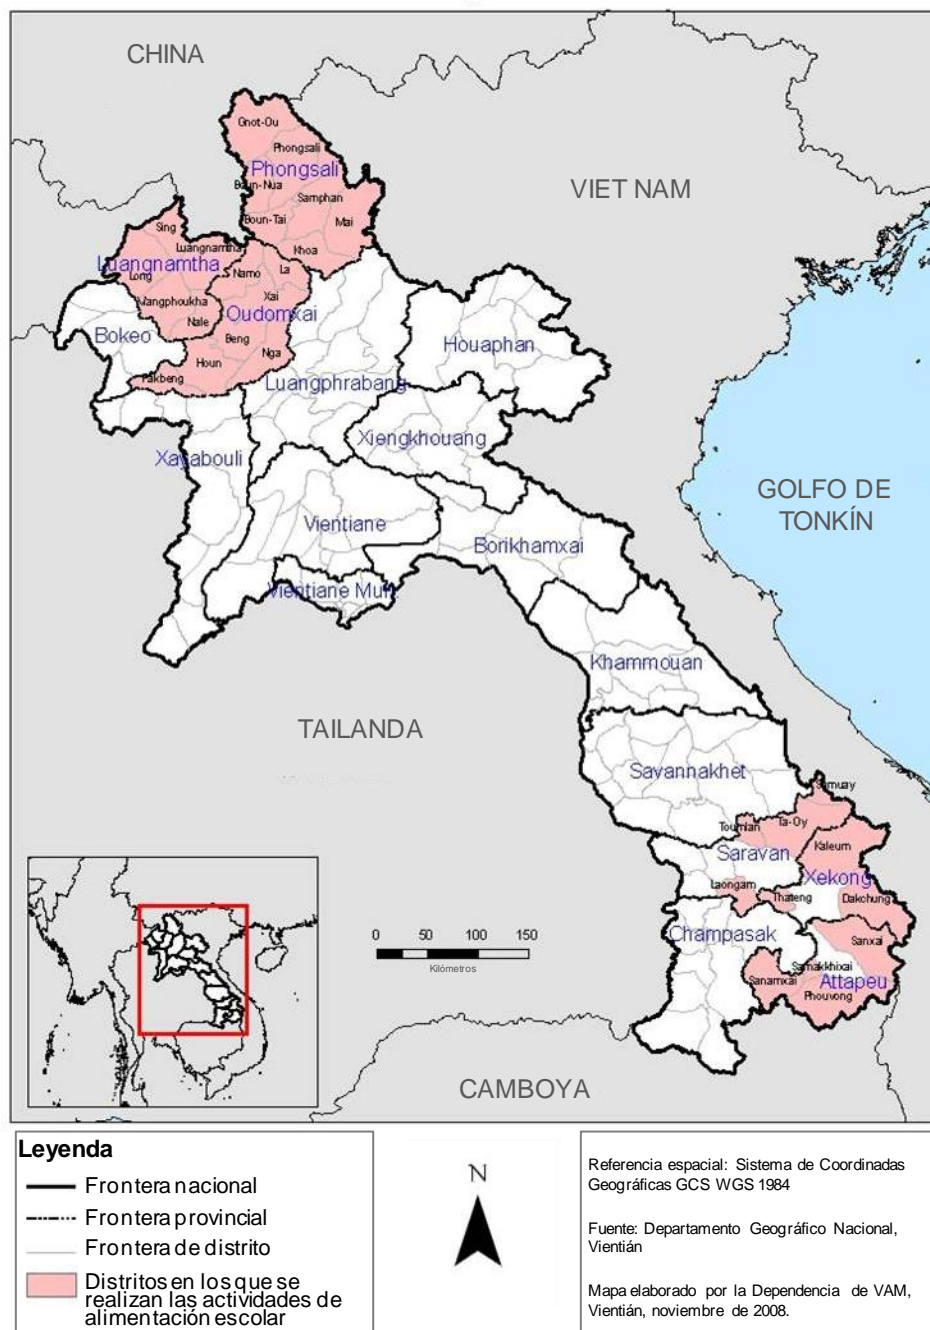 CHINA
VIET NAM
Gnot-Ou
Phongsali
Phongsali
Boun-Nua
Samphan
Boun-Tai
Mai
Khoa
Sing
Luangnamtha
Luangnamtha
Long
Namo
La
Vangphoukha
Xai
Nale
Oudomxai
Bokeo
Beng
Houn
Nga
Pakbeng
Houaphan
Luangphrabang
Xiengkhouang
Xayabouli
GOLFO DE
TONKÍN
Vientiane
Borikhamxai
Vientiane Mun
Khammouan
TAILANDA
Savannakhet
Samuay
Toumlan
Ta-Oy
Saravan
Kaleum
Xekong
Laongam
Thateng
Dakchung
Champasak
Sanxai
Samakkhixai
Sanamxai
Attapeu
Phouvong
0 50 100 150
Kilómetros
CAMBOYA
Leyenda
Frontera nacional
Frontera provincial
Frontera de distrito
Distritos en los que se
realizan las actividades de
alimentación escolar
N
Referencia espacial: Sistema de Coordinadas
Geográficas GCS WGS 1984
Fuente: Departamento Geográfico Nacional,
Vientián
Mapa elaborado por la Dependencia de VAM,
Vientián, noviembre de 2008.